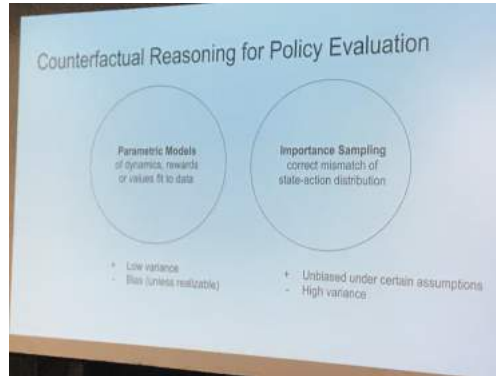 Counterfactual Reasoning for Policy Evaluation
Parametric Models
of dynamics, rewards
or values fit to data
Importance Sampling
correct mismatch of
state-action distribution
+ Low variance
- Bias (unless realizable)
+ Unbiased under certain assumptions
- High variance